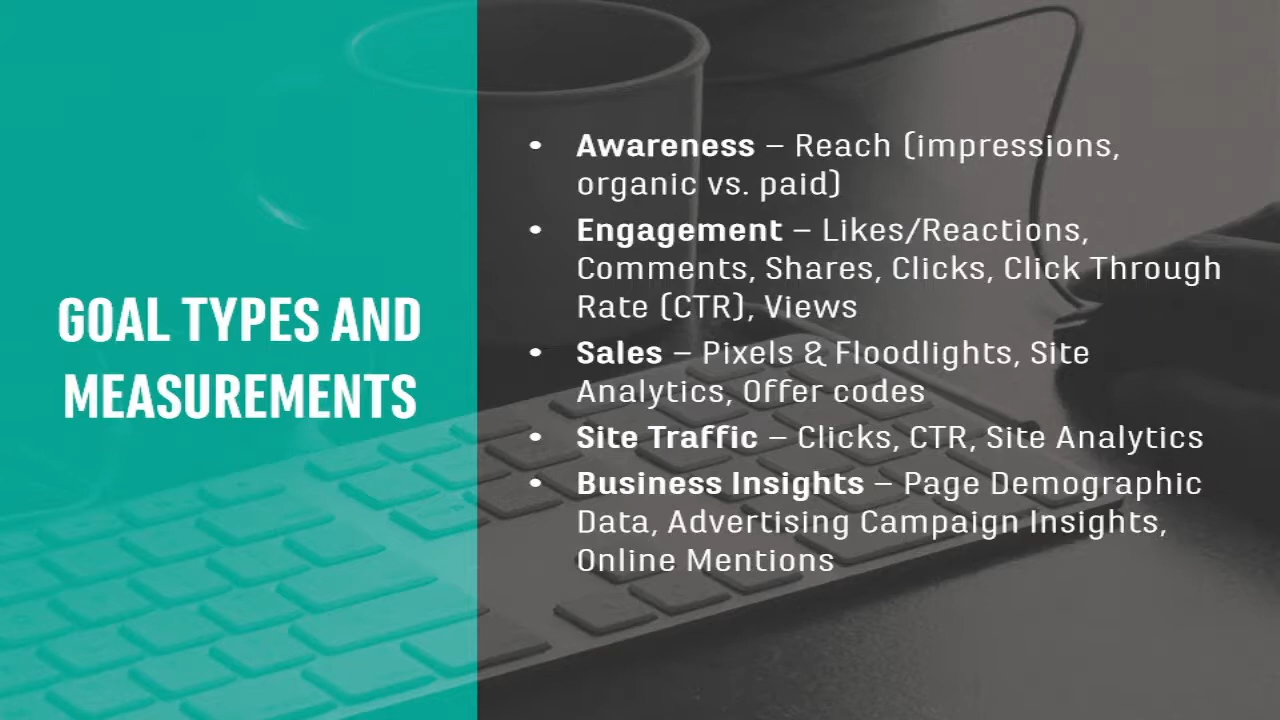 GOAL TYPES AND
MEASUREMENTS
• Awareness – Reach (impressions,
organic vs. paid)
• Engagement – Likes/Reactions,
Comments, Shares, Clicks, Click Through
Rate (CTR), Views
• Sales – Pixels & Floodlights, Site
Analytics, Offer codes
• Site Traffic – Clicks, CTR, Site Analytics
• Business Insights – Page Demographic
Data, Advertising Campaign Insights,
Online Mentions